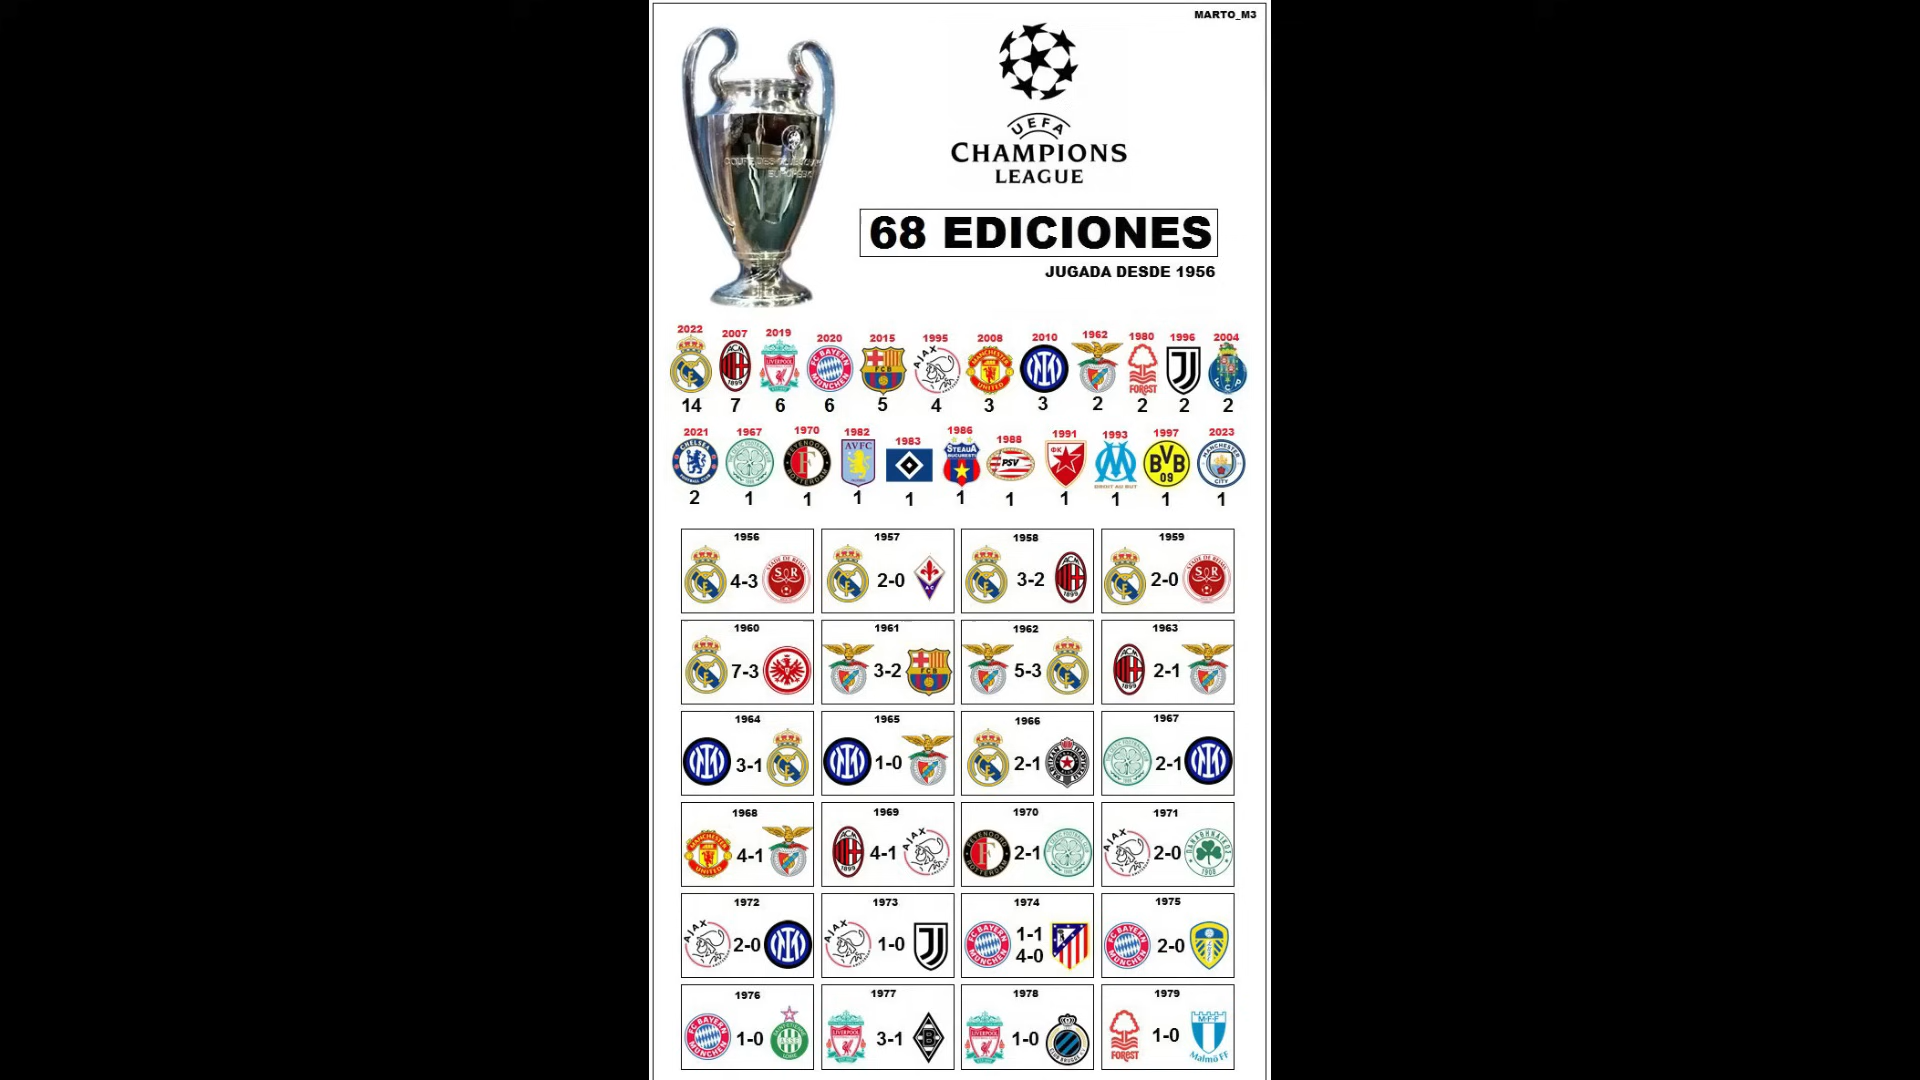 MARTO_M3
UEFA
CHAMPIONS
LEAGUE
68 EDICIONES
JUGADA DESDE 1956
2022 2007 2019 2020 2015 1995 2008 2010 1962 1980 1996 2004
14 7 6 6 5 4 3 3 2 2 2 2
2021 1967 1970 1982 1983 1986 1988 1991 1993 1997 2023
2 1 1 1 1 1 1 1 1 1 1
1956 1957 1958 1959
4-3 2-0 3-2 2-0
1960 1961 1962 1963
7-3 3-2 5-3 2-1
1964 1965 1966 1967
3-1 1-0 2-1 2-1
1968 1969 1970 1971
4-1 4-1 2-1 2-0
1972 1973 1974 1975
2-0 1-0 1-1 2-0
4-0
1976 1977 1978 1979
1-0 3-1 1-0 1-0